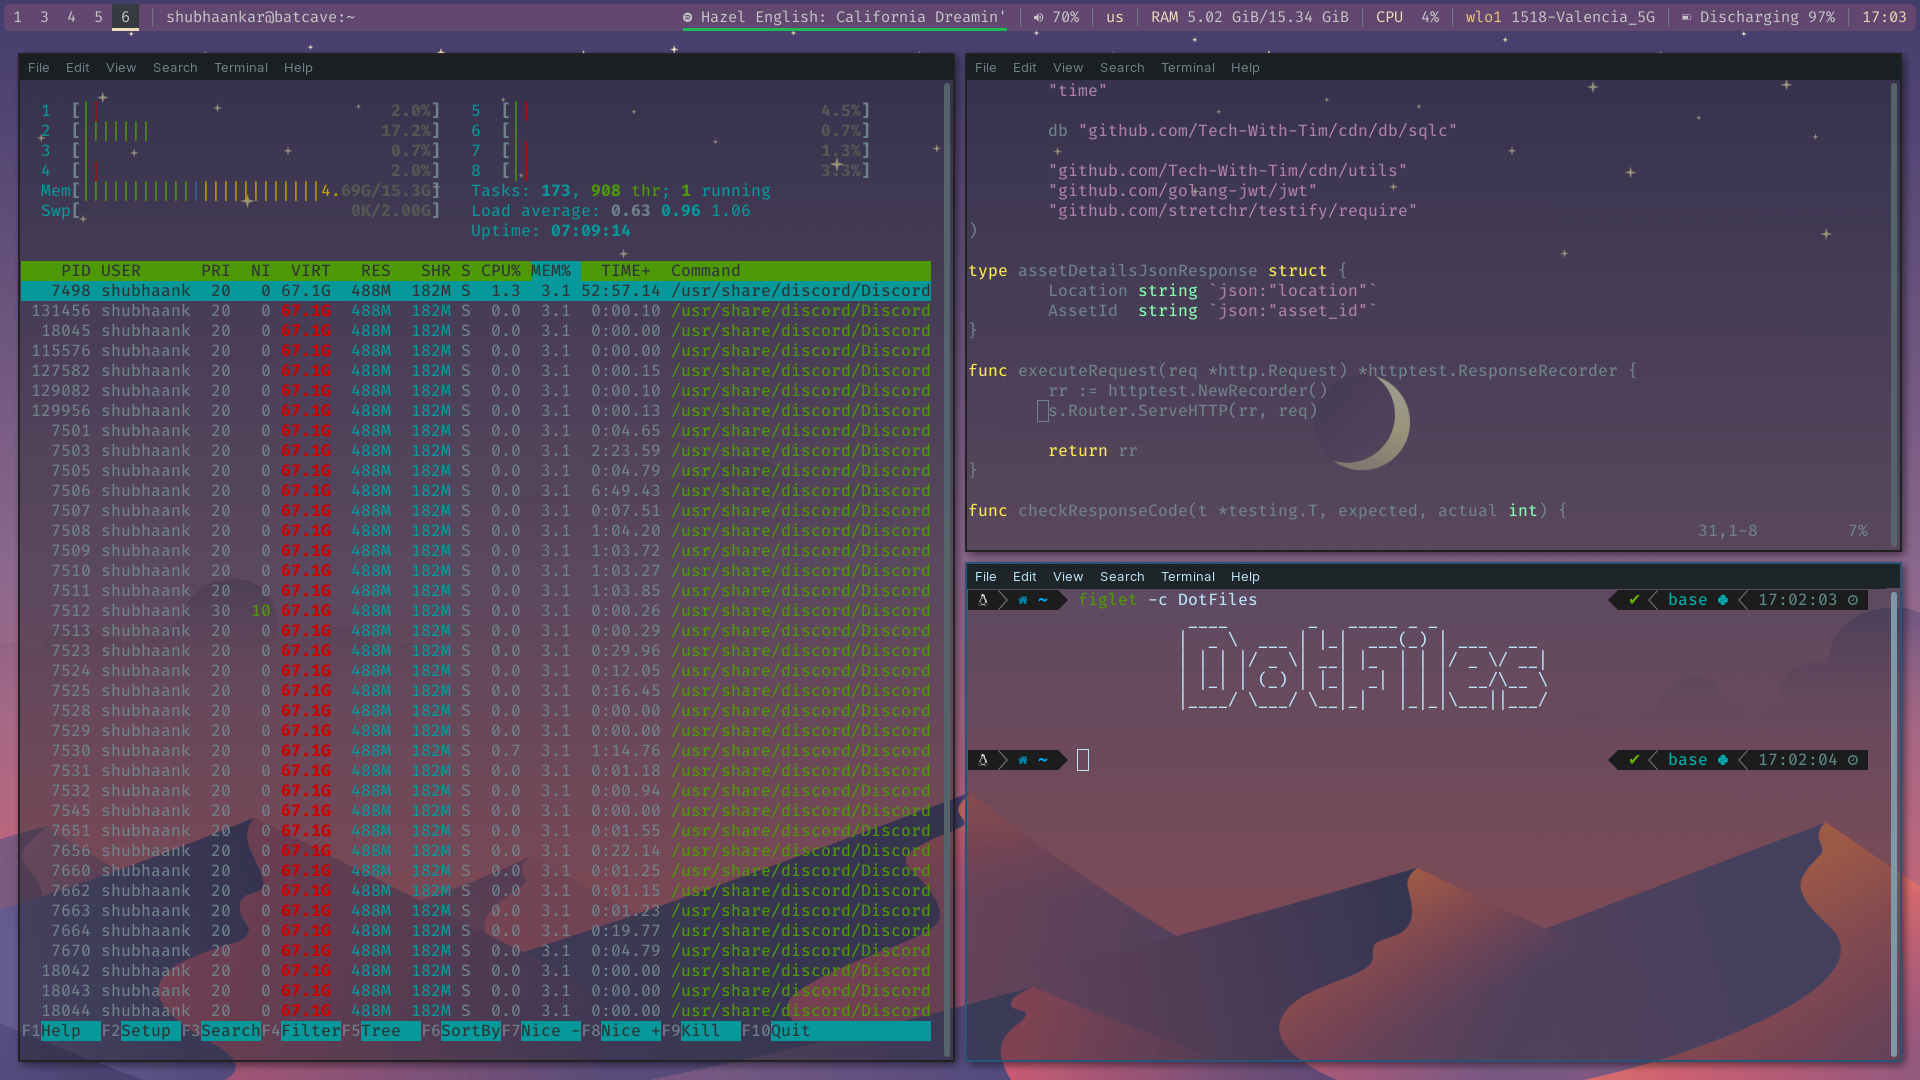 1 3 4 5 6 shubhaankar@batcave:~ Hazel English: California Dreamin' 70% us RAM 5.02 GiB/15.34 GiB CPU 4% wlo1 1518-Valencia_5G Discharging 97% 17:03
File Edit View Search Terminal Help
1 [|| 2.0%] 5 [|| 4.5%]
2 [||||||| 17.2%] 6 [| 0.7%]
3 [| 0.7%] 7 [|| 1.3%]
4 [|| 2.0%] 8 [|| 3.3%]
Mem[||||||||||||||||||||||||4.69G/15.3G] Tasks: 173, 908 thr; 1 running
Swp[ 0K/2.00G] Load average: 0.63 0.96 1.06
Uptime: 07:09:14
PID USER PRI NI VIRT RES SHR S CPU% MEM% TIME+ Command
7498 shubhaank 20 0 67.1G 488M 182M S 1.3 3.1 52:57.14 /usr/share/discord/Discord
131456 shubhaank 20 0 67.1G 488M 182M S 0.0 3.1 0:00.10 /usr/share/discord/Discord
18045 shubhaank 20 0 67.1G 488M 182M S 0.0 3.1 0:00.00 /usr/share/discord/Discord
115576 shubhaank 20 0 67.1G 488M 182M S 0.0 3.1 0:00.00 /usr/share/discord/Discord
127582 shubhaank 20 0 67.1G 488M 182M S 0.0 3.1 0:00.15 /usr/share/discord/Discord
129082 shubhaank 20 0 67.1G 488M 182M S 0.0 3.1 0:00.10 /usr/share/discord/Discord
129956 shubhaank 20 0 67.1G 488M 182M S 0.0 3.1 0:00.13 /usr/share/discord/Discord
7501 shubhaank 20 0 67.1G 488M 182M S 0.0 3.1 0:04.65 /usr/share/discord/Discord
7503 shubhaank 20 0 67.1G 488M 182M S 0.0 3.1 2:23.59 /usr/share/discord/Discord
7505 shubhaank 20 0 67.1G 488M 182M S 0.0 3.1 0:04.79 /usr/share/discord/Discord
7506 shubhaank 20 0 67.1G 488M 182M S 0.0 3.1 6:49.43 /usr/share/discord/Discord
7507 shubhaank 20 0 67.1G 488M 182M S 0.0 3.1 0:07.51 /usr/share/discord/Discord
7508 shubhaank 20 0 67.1G 488M 182M S 0.0 3.1 1:04.20 /usr/share/discord/Discord
7509 shubhaank 20 0 67.1G 488M 182M S 0.0 3.1 1:03.72 /usr/share/discord/Discord
7510 shubhaank 20 0 67.1G 488M 182M S 0.0 3.1 1:03.27 /usr/share/discord/Discord
7511 shubhaank 20 0 67.1G 488M 182M S 0.0 3.1 1:03.85 /usr/share/discord/Discord
7512 shubhaank 30 10 67.1G 488M 182M S 0.0 3.1 0:00.26 /usr/share/discord/Discord
7513 shubhaank 20 0 67.1G 488M 182M S 0.0 3.1 0:00.29 /usr/share/discord/Discord
7523 shubhaank 20 0 67.1G 488M 182M S 0.0 3.1 0:29.96 /usr/share/discord/Discord
7524 shubhaank 20 0 67.1G 488M 182M S 0.0 3.1 0:12.05 /usr/share/discord/Discord
7525 shubhaank 20 0 67.1G 488M 182M S 0.0 3.1 0:16.45 /usr/share/discord/Discord
7528 shubhaank 20 0 67.1G 488M 182M S 0.0 3.1 0:00.00 /usr/share/discord/Discord
7529 shubhaank 20 0 67.1G 488M 182M S 0.0 3.1 0:00.00 /usr/share/discord/Discord
7530 shubhaank 20 0 67.1G 488M 182M S 0.7 3.1 1:14.76 /usr/share/discord/Discord
7531 shubhaank 20 0 67.1G 488M 182M S 0.0 3.1 0:01.18 /usr/share/discord/Discord
7532 shubhaank 20 0 67.1G 488M 182M S 0.0 3.1 0:00.94 /usr/share/discord/Discord
7545 shubhaank 20 0 67.1G 488M 182M S 0.0 3.1 0:00.00 /usr/share/discord/Discord
7651 shubhaank 20 0 67.1G 488M 182M S 0.0 3.1 0:01.55 /usr/share/discord/Discord
7656 shubhaank 20 0 67.1G 488M 182M S 0.0 3.1 0:22.14 /usr/share/discord/Discord
7660 shubhaank 20 0 67.1G 488M 182M S 0.0 3.1 0:01.25 /usr/share/discord/Discord
7662 shubhaank 20 0 67.1G 488M 182M S 0.0 3.1 0:01.15 /usr/share/discord/Discord
7663 shubhaank 20 0 67.1G 488M 182M S 0.0 3.1 0:01.23 /usr/share/discord/Discord
7664 shubhaank 20 0 67.1G 488M 182M S 0.0 3.1 0:19.77 /usr/share/discord/Discord
7670 shubhaank 20 0 67.1G 488M 182M S 0.0 3.1 0:04.79 /usr/share/discord/Discord
18042 shubhaank 20 0 67.1G 488M 182M S 0.0 3.1 0:00.00 /usr/share/discord/Discord
18043 shubhaank 20 0 67.1G 488M 182M S 0.0 3.1 0:00.00 /usr/share/discord/Discord
18044 shubhaank 20 0 67.1G 488M 182M S 0.0 3.1 0:00.00 /usr/share/discord/Discord
F1Help F2Setup F3SearchF4FilterF5Tree F6SortByF7Nice -F8Nice +F9Kill F10Quit
File Edit View Search Terminal Help
"time"
db "github.com/Tech-With-Tim/cdn/db/sqlc"
"github.com/Tech-With-Tim/cdn/utils"
"github.com/golang-jwt/jwt"
"github.com/stretchr/testify/require"
)
type assetDetailsJsonResponse struct {
Location string `json:"location"`
AssetId string `json:"asset_id"`
}
func executeRequest(req *http.Request) *httptest.ResponseRecorder {
rr := httptest.NewRecorder()
s.Router.ServeHTTP(rr, req)
return rr
}
func checkResponseCode(t *testing.T, expected, actual int) {
31,1-8 7%
File Edit View Search Terminal Help
~ figlet -c DotFiles ✔ base 17:02:03
DotFiles
~ ✔ base 17:02:04